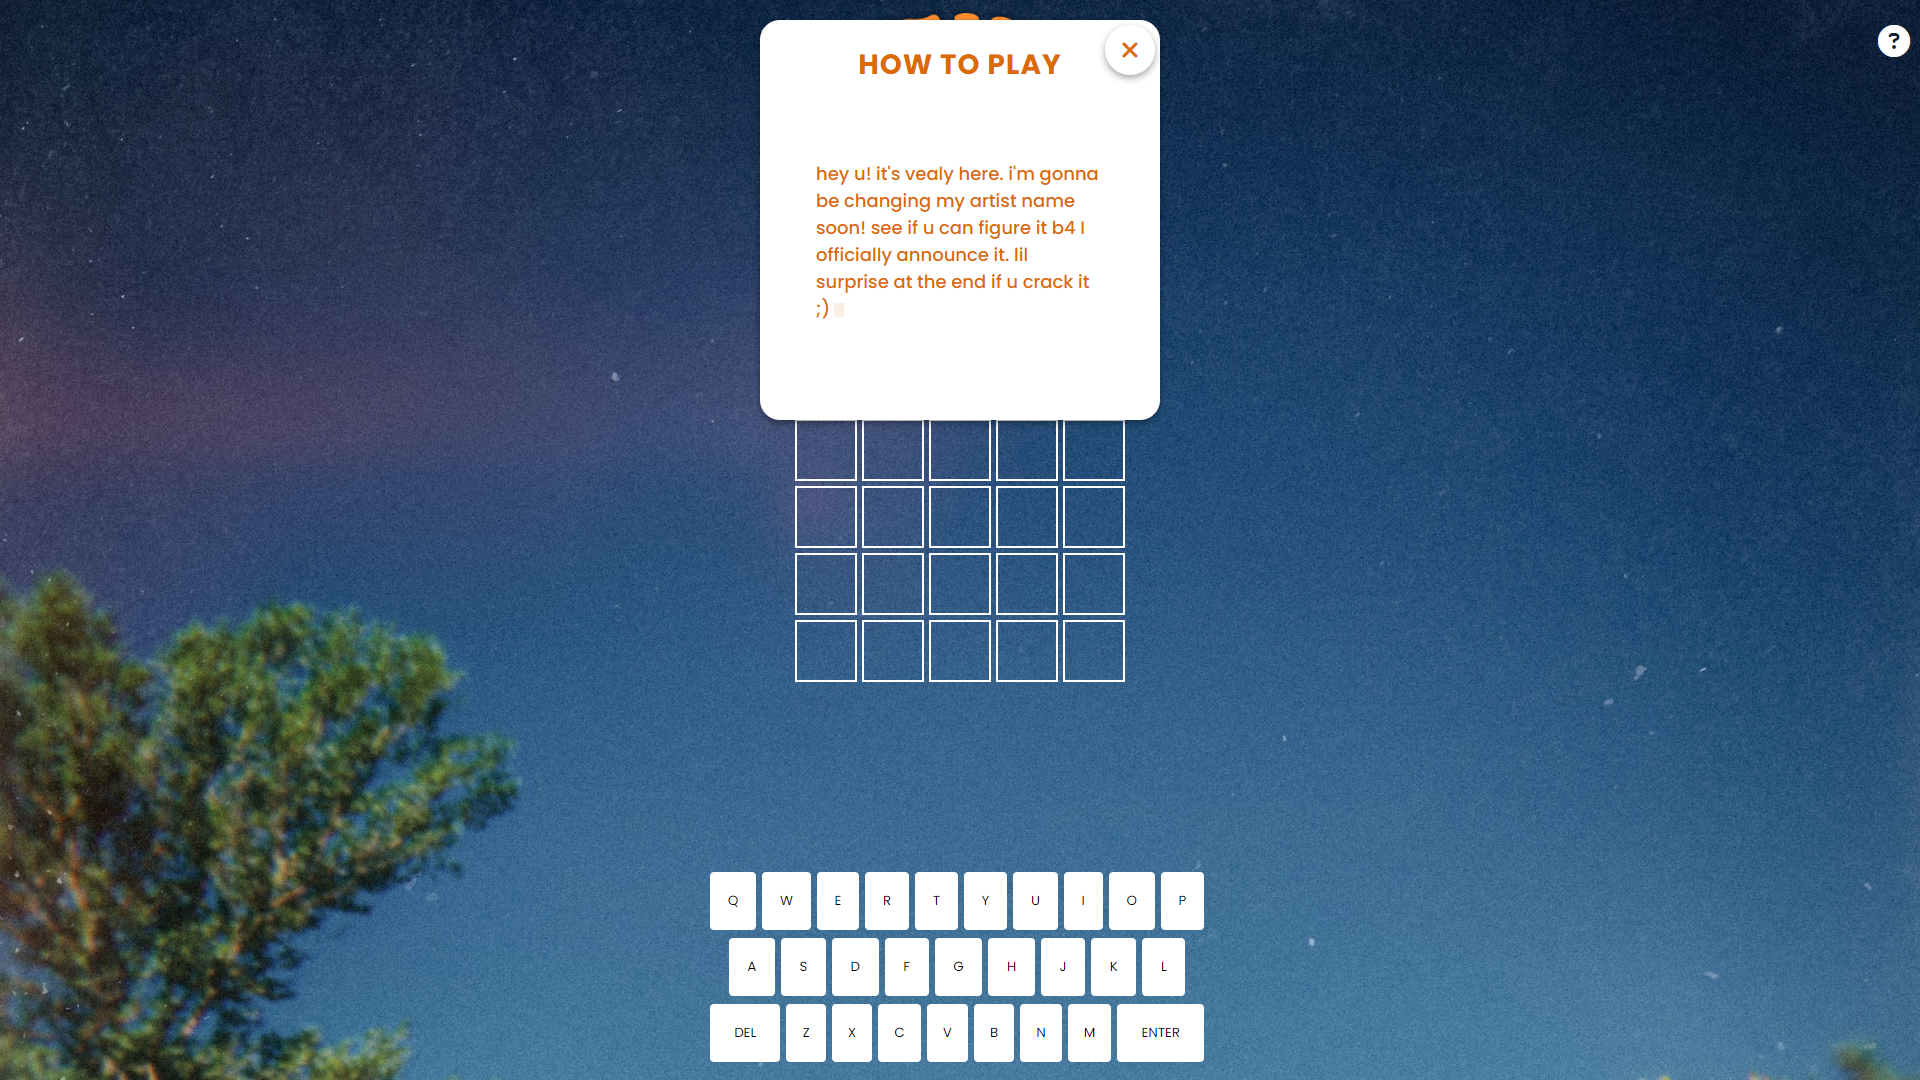 HOW TO PLAY
?
hey u! it's vealy here. i'm gonna
be changing my artist name
soon! see if u can figure it b4 I
officially announce it. lil
surprise at the end if u crack it
;)
Q W E R T Y U I O P
A S D F G H J K L
DEL Z X C V B N M ENTER